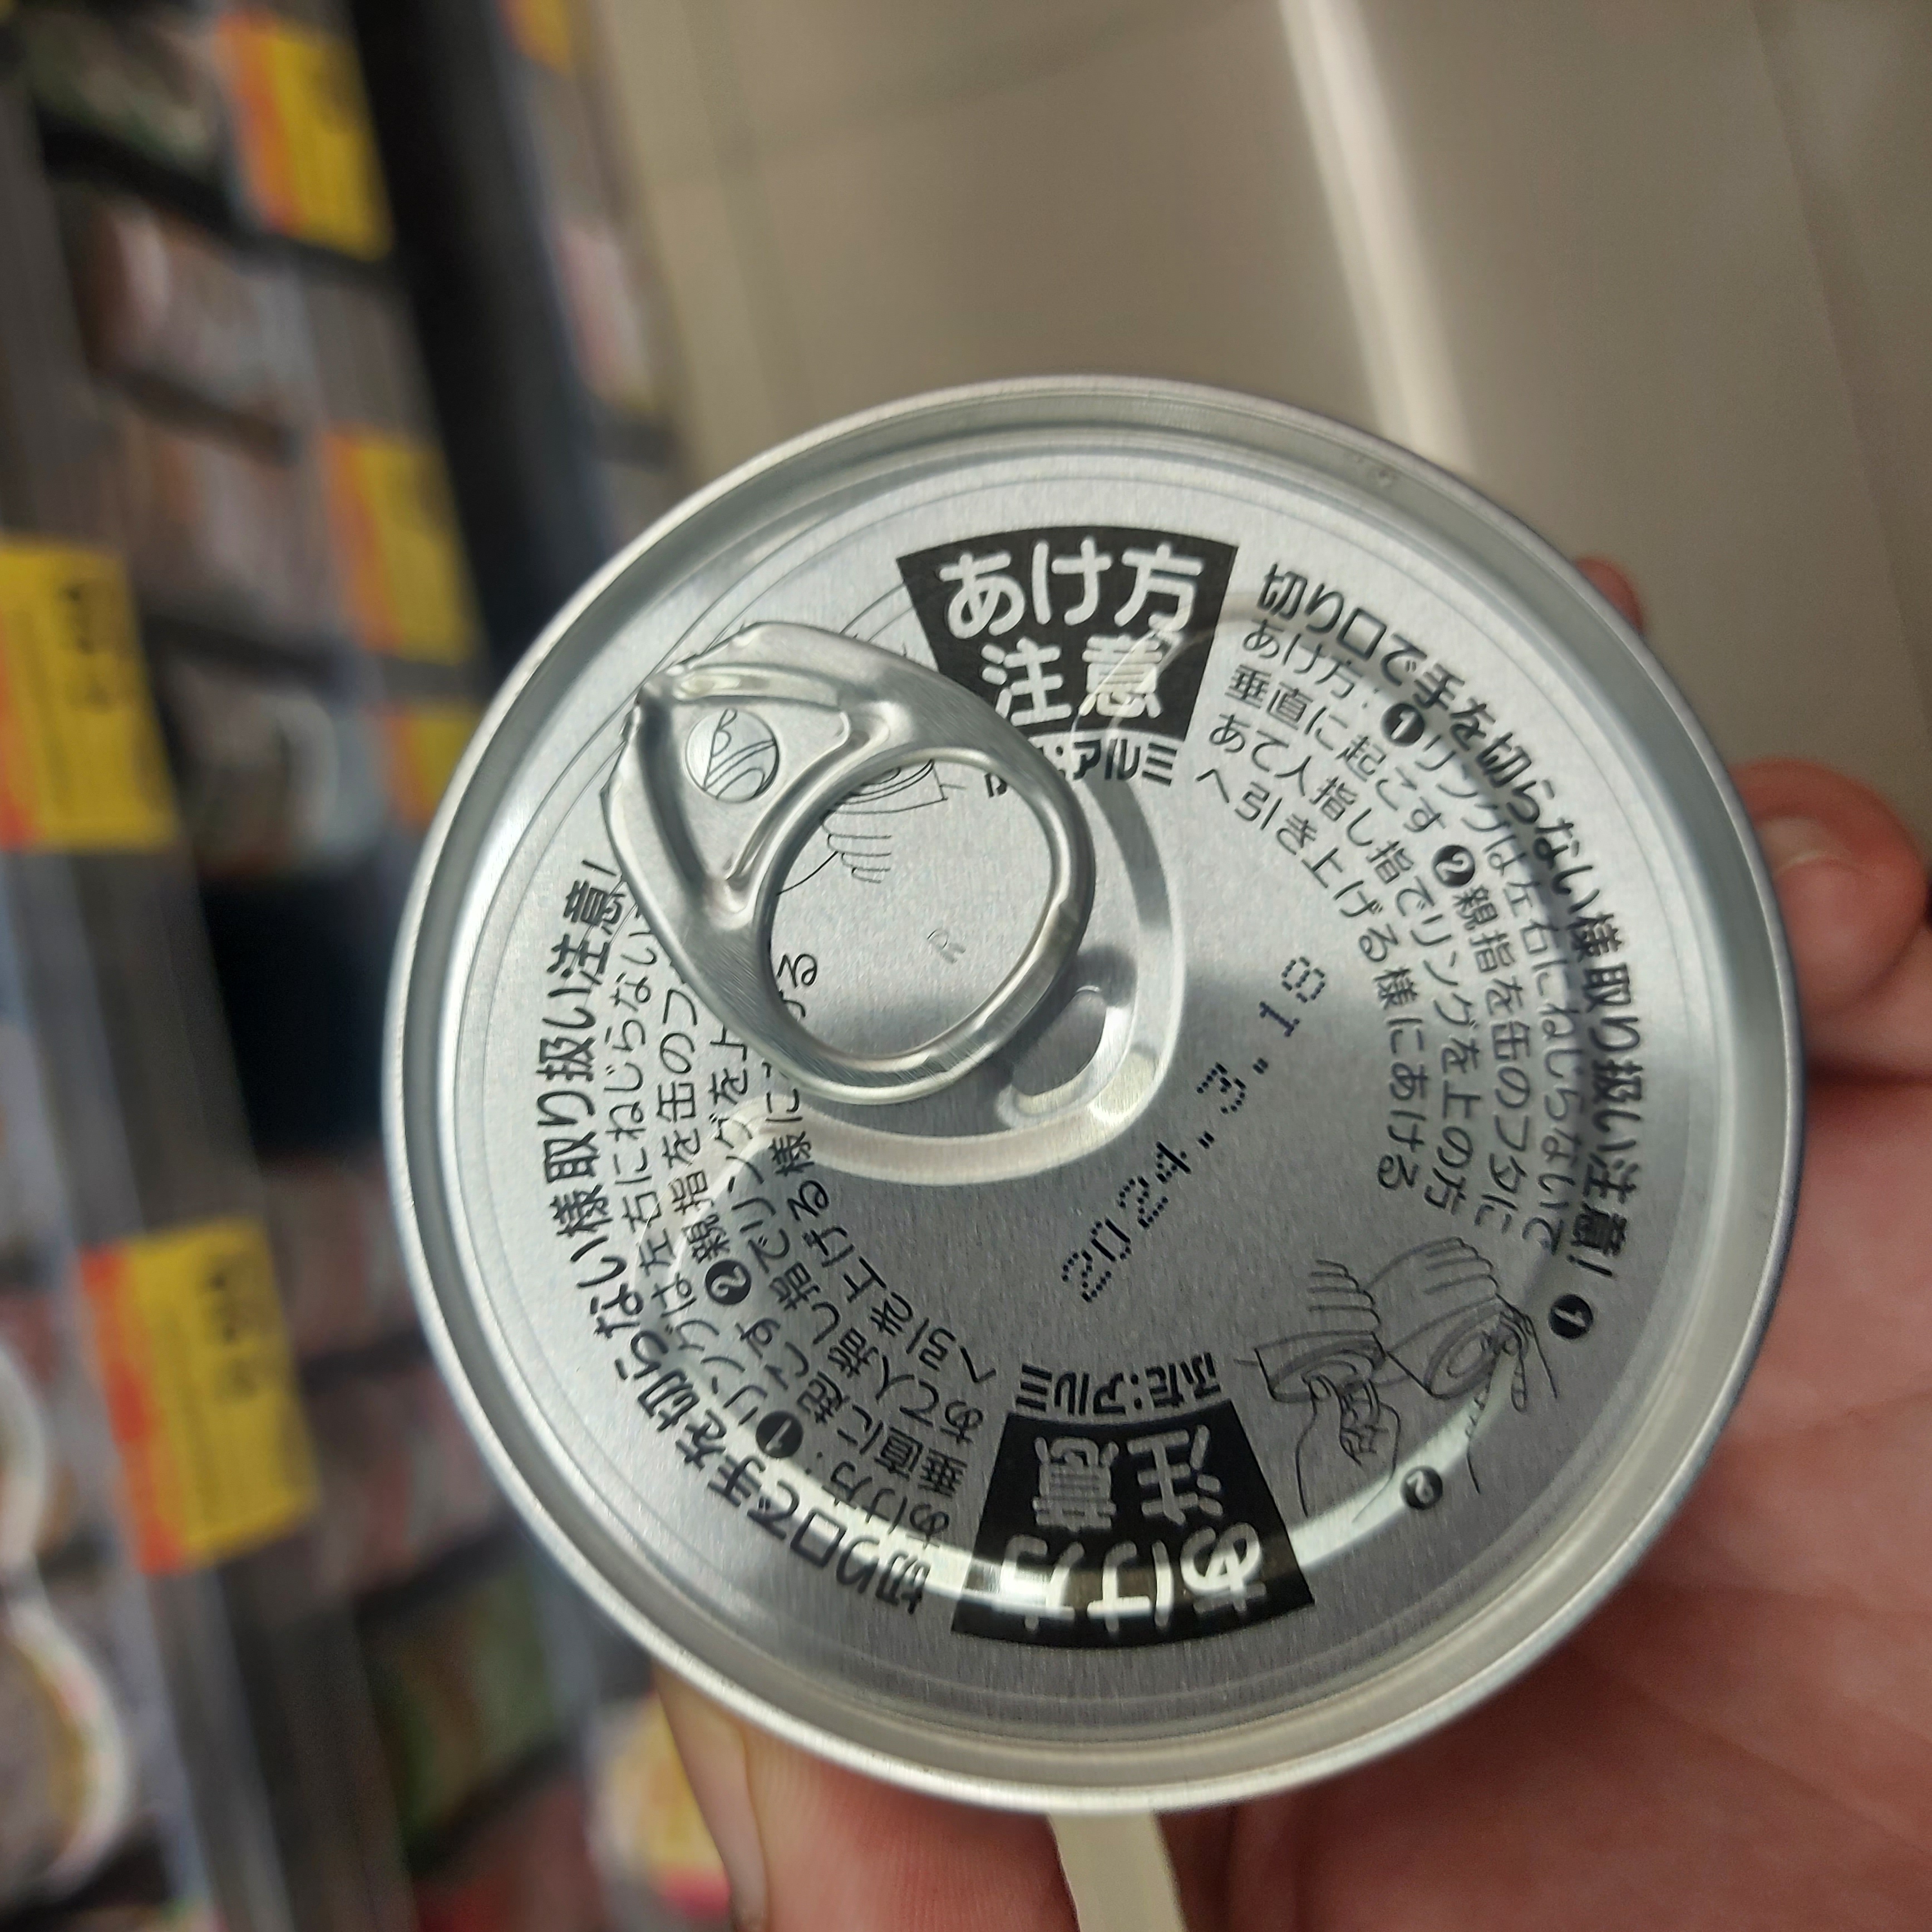 切り口で手を切らない様取り扱い注意!
あけ方:❶リングは左右にねじらない
垂直に起こす ❷親指を缶のフ
あて人指し指でリングを上
へ引き上げる様に
る
あけ方
注意
ふた:アルミ
2024.3.18
R
あけ方
注意
アルミ
切り口で手を切らない様取り扱い注意!
あけ方:❶リングは左右にねじらないで
垂直に起こす ❷親指を缶のフタに
あて人指し指でリングを上の方
へ引き上げる様にあける
❶
❷